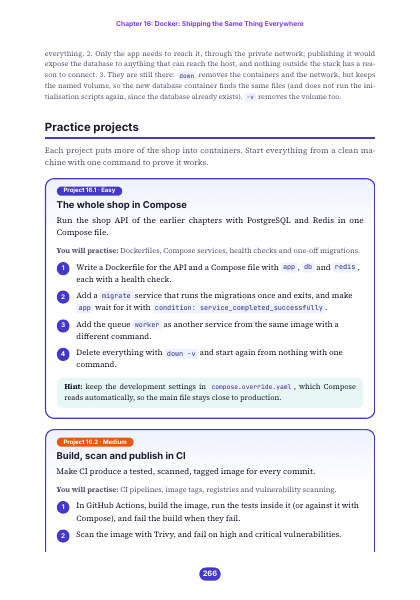 Chapter 16: Docker: Shipping the Same Thing Everywhere
everything. 2. Only the app needs to reach it, through the private network; publishing it would
expose the database to anything that can reach the host, and nothing outside the stack has a rea-
son to connect. 3. They are still there: down removes the containers and the network, but keeps
the named volume, so the new database container finds the same files (and does not run the ini-
tialisation scripts again, since the database already exists). -v removes the volume too.
Practice projects
Each project puts more of the shop into containers. Start everything from a clean ma-
chine with one command to prove it works.
Project 16.1 · Easy
The whole shop in Compose
Run the shop API of the earlier chapters with PostgreSQL and Redis in one
Compose file.
You will practise: Dockerfiles, Compose services, health checks and one-off migrations.
1 Write a Dockerfile for the API and a Compose file with app, db and redis,
each with a health check.
2 Add a migrate service that runs the migrations once and exits, and make
app wait for it with condition: service_completed_successfully.
3 Add the queue worker as another service from the same image with a
different command.
4 Delete everything with down -v and start again from nothing with one
command.
Hint: keep the development settings in compose.override.yaml, which Compose
reads automatically, so the main file stays close to production.
Project 16.2 · Medium
Build, scan and publish in CI
Make CI produce a tested, scanned, tagged image for every commit.
You will practise: CI pipelines, image tags, registries and vulnerability scanning.
1 In GitHub Actions, build the image, run the tests inside it (or against it with
Compose), and fail the build when they fail.
2 Scan the image with Trivy, and fail on high and critical vulnerabilities.
266